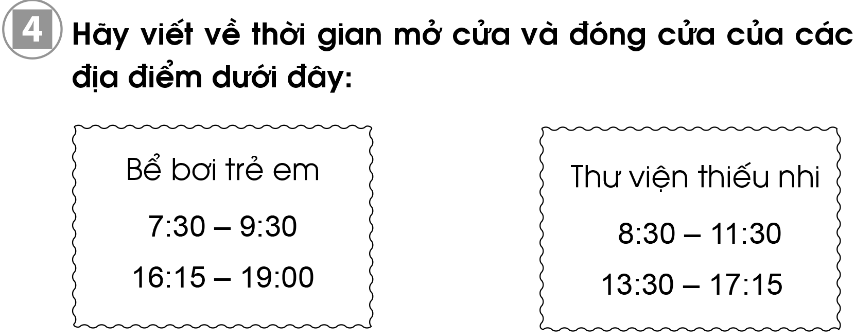 4 Hãy viết về thời gian mở cửa và đóng cửa của các
địa điểm dưới đây:
Bể bơi trẻ em
7:30 – 9:30
16:15 – 19:00
Thư viện thiếu nhi
8:30 – 11:30
13:30 – 17:15